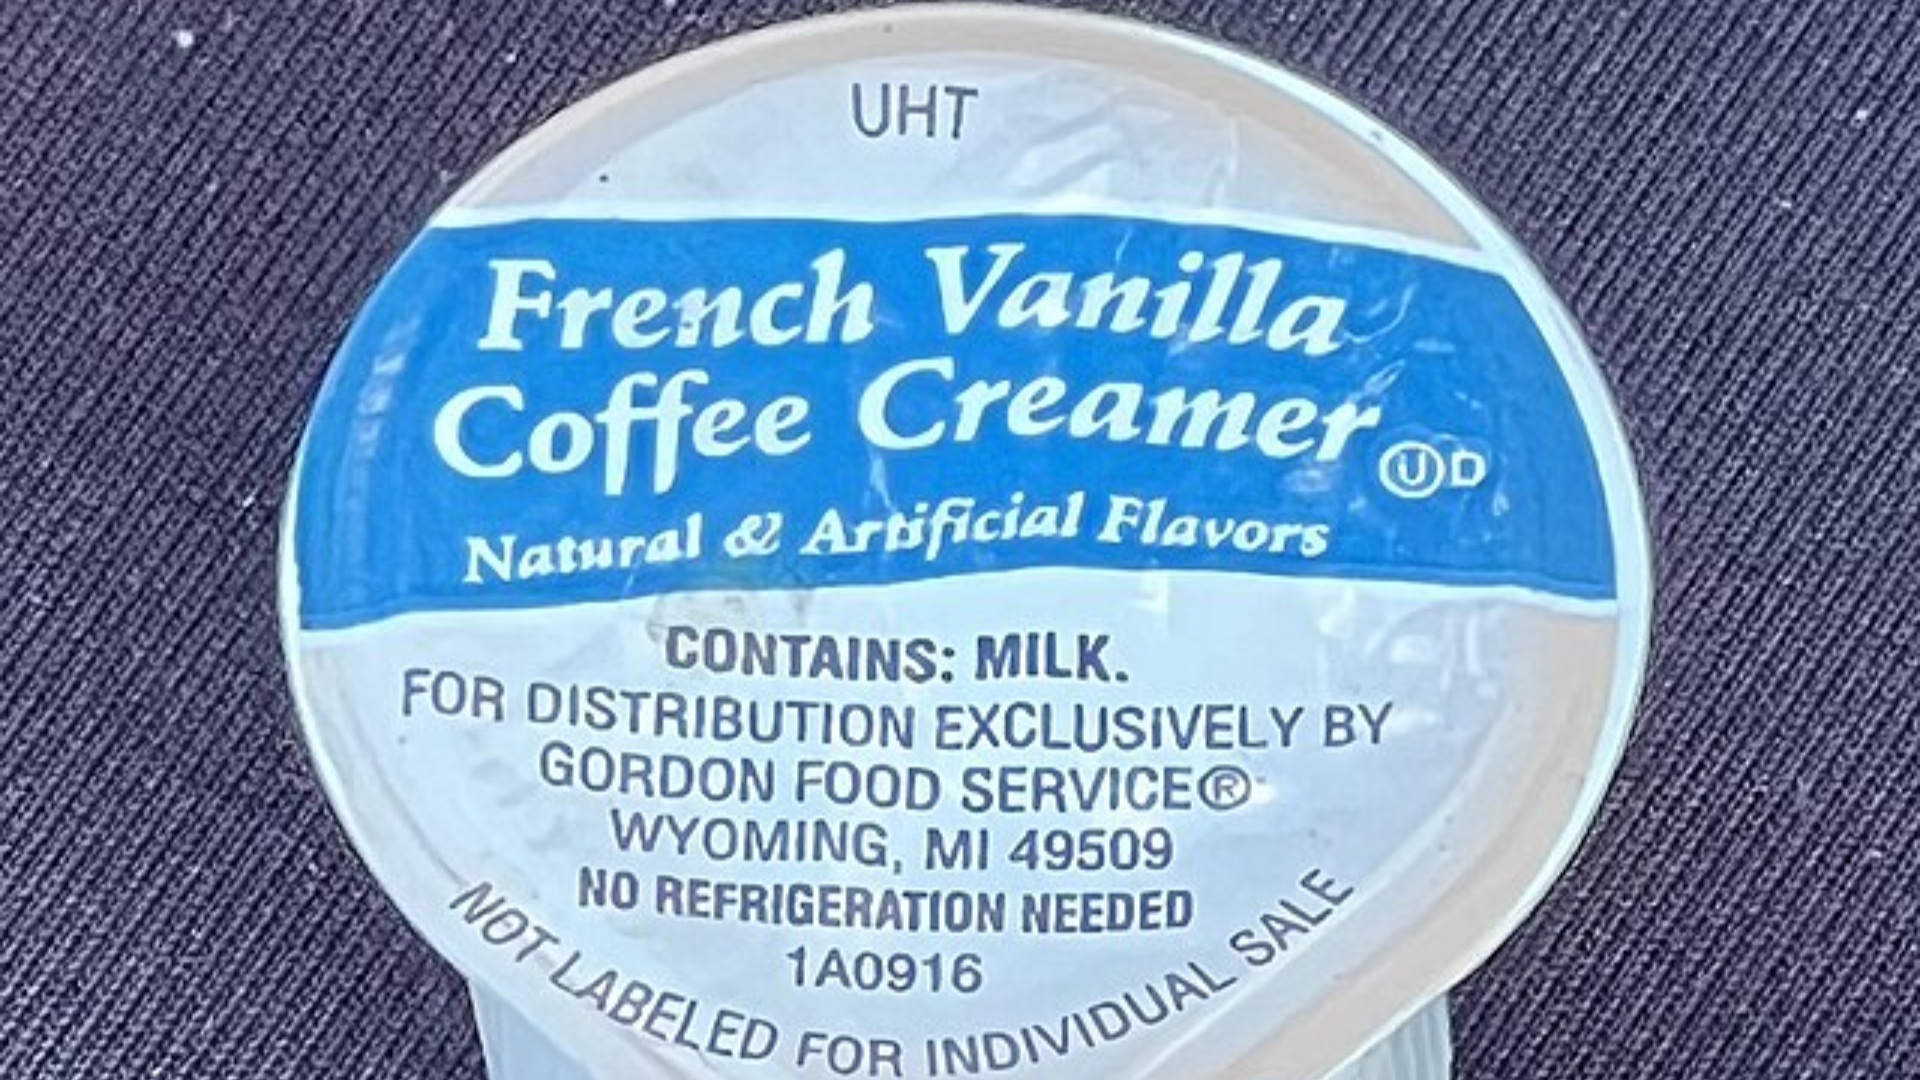 UHT
French Vanilla
Coffee Creamer ⓊD
Natural & Artificial Flavors
CONTAINS: MILK.
FOR DISTRIBUTION EXCLUSIVELY BY
GORDON FOOD SERVICE®
WYOMING, MI 49509
NO REFRIGERATION NEEDED
1A0916
NOT LABELED FOR INDIVIDUAL SALE